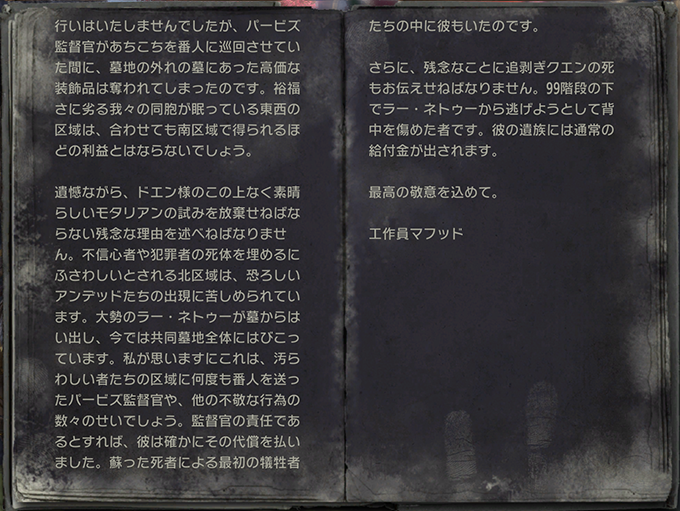 行いはいたしませんでしたが、バービズ
監督官があちこちを番人に巡回させてい
た間に、墓地の外れの墓にあった高価な
装飾品は奪われてしまったのです。裕福
さに劣る我々の同胞が眠っている東西の
区域は、合わせても南区域で得られるほ
どの利益とはならないでしょう。
遺憾ながら、ドエン様のこの上なく素晴
らしいモタリアンの試みを放棄せねばな
らない残念な理由を述べねばなりませ
ん。不信心者や犯罪者の死体を埋めるに
ふさわしいとされる北区域は、恐ろしい
アンデッドたちの出現に苦しめられてい
ます。大勢のラー・ネトゥーが墓からは
い出し、今では共同墓地全体にはびこっ
ています。私が思いますにこれは、汚ら
わしい者たちの区域に何度も番人を送っ
たバービズ監督官や、他の不敬な行為の
数々のせいでしょう。監督官の責任であ
るとすれば、彼は確かにその代償を払い
ました。蘇った死者による最初の犠牲者
たちの中に彼もいたのです。
さらに、残念なことに追剥ぎクエンの死
もお伝えせねばなりません。99階段の下
でラー・ネトゥーから逃げようとして背
中を傷めた者です。彼の遺族には通常の
給付金が出されます。
最高の敬意を込めて。
工作員マフッド